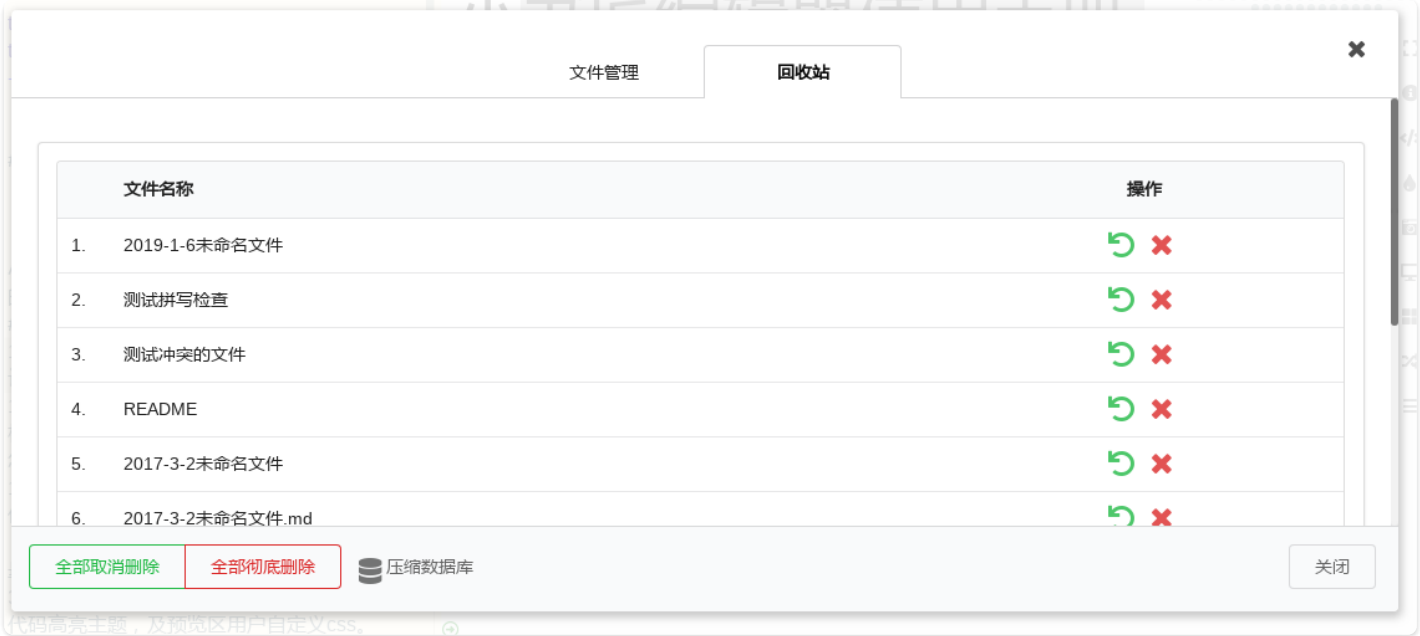 文件管理 回收站
文件名称 操作
1. 2019-1-6未命名文件
2. 测试拼写检查
3. 测试冲突的文件
4. README
5. 2017-3-2未命名文件
6. 2017-3-2未命名文件.md
全部取消删除 全部彻底删除 压缩数据库 关闭
代码高亮主题，及预览区用户自定义css。